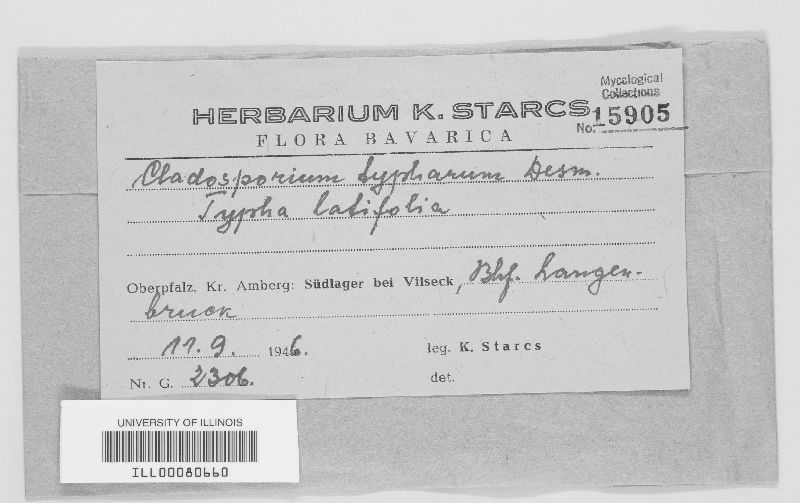 Mycological
Collections
No. 15905
HERBARIUM K. STARCS
FLORA BAVARICA
Cladosporium typharum Desm.
Typha latifolia
Oberpfalz, Kr. Amberg: Südlager bei Vilseck, Bhf. Langen-
bruck
11. 9. 1946.
leg. K. Starcs
Nr. G. 2306.
det.
UNIVERSITY OF ILLINOIS
ILL00080660